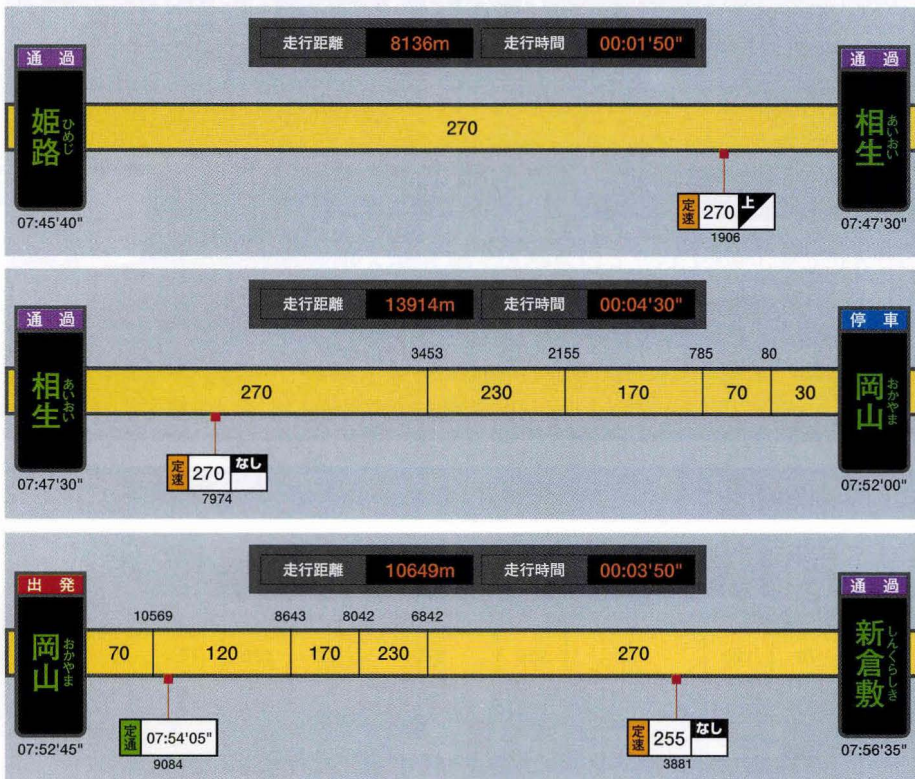 走行距離 8136m 走行時間 00:01'50"
通過 通過
姫路 ひめじ 270 相生 あいおい
定速 270 上
1906
07:45'40" 07:47'30"
走行距離 13914m 走行時間 00:04'30"
通過 停車
3453 2155 785 80
相生 あいおい 270 230 170 70 30 岡山 おかやま
定速 270 なし
7974
07:47'30" 07:52'00"
走行距離 10649m 走行時間 00:03'50"
出発 通過
10569 8643 8042 6842
岡山 おかやま 70 120 170 230 270 新倉敷 しんくらしき
定通 07:54'05" 定速 255 なし
9084 3881
07:52'45" 07:56'35"